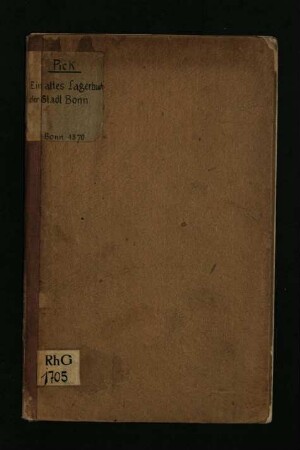 Pick
Ein altes Lagerbuch
der Stadt Bonn
Bonn 1870
RhG
1705